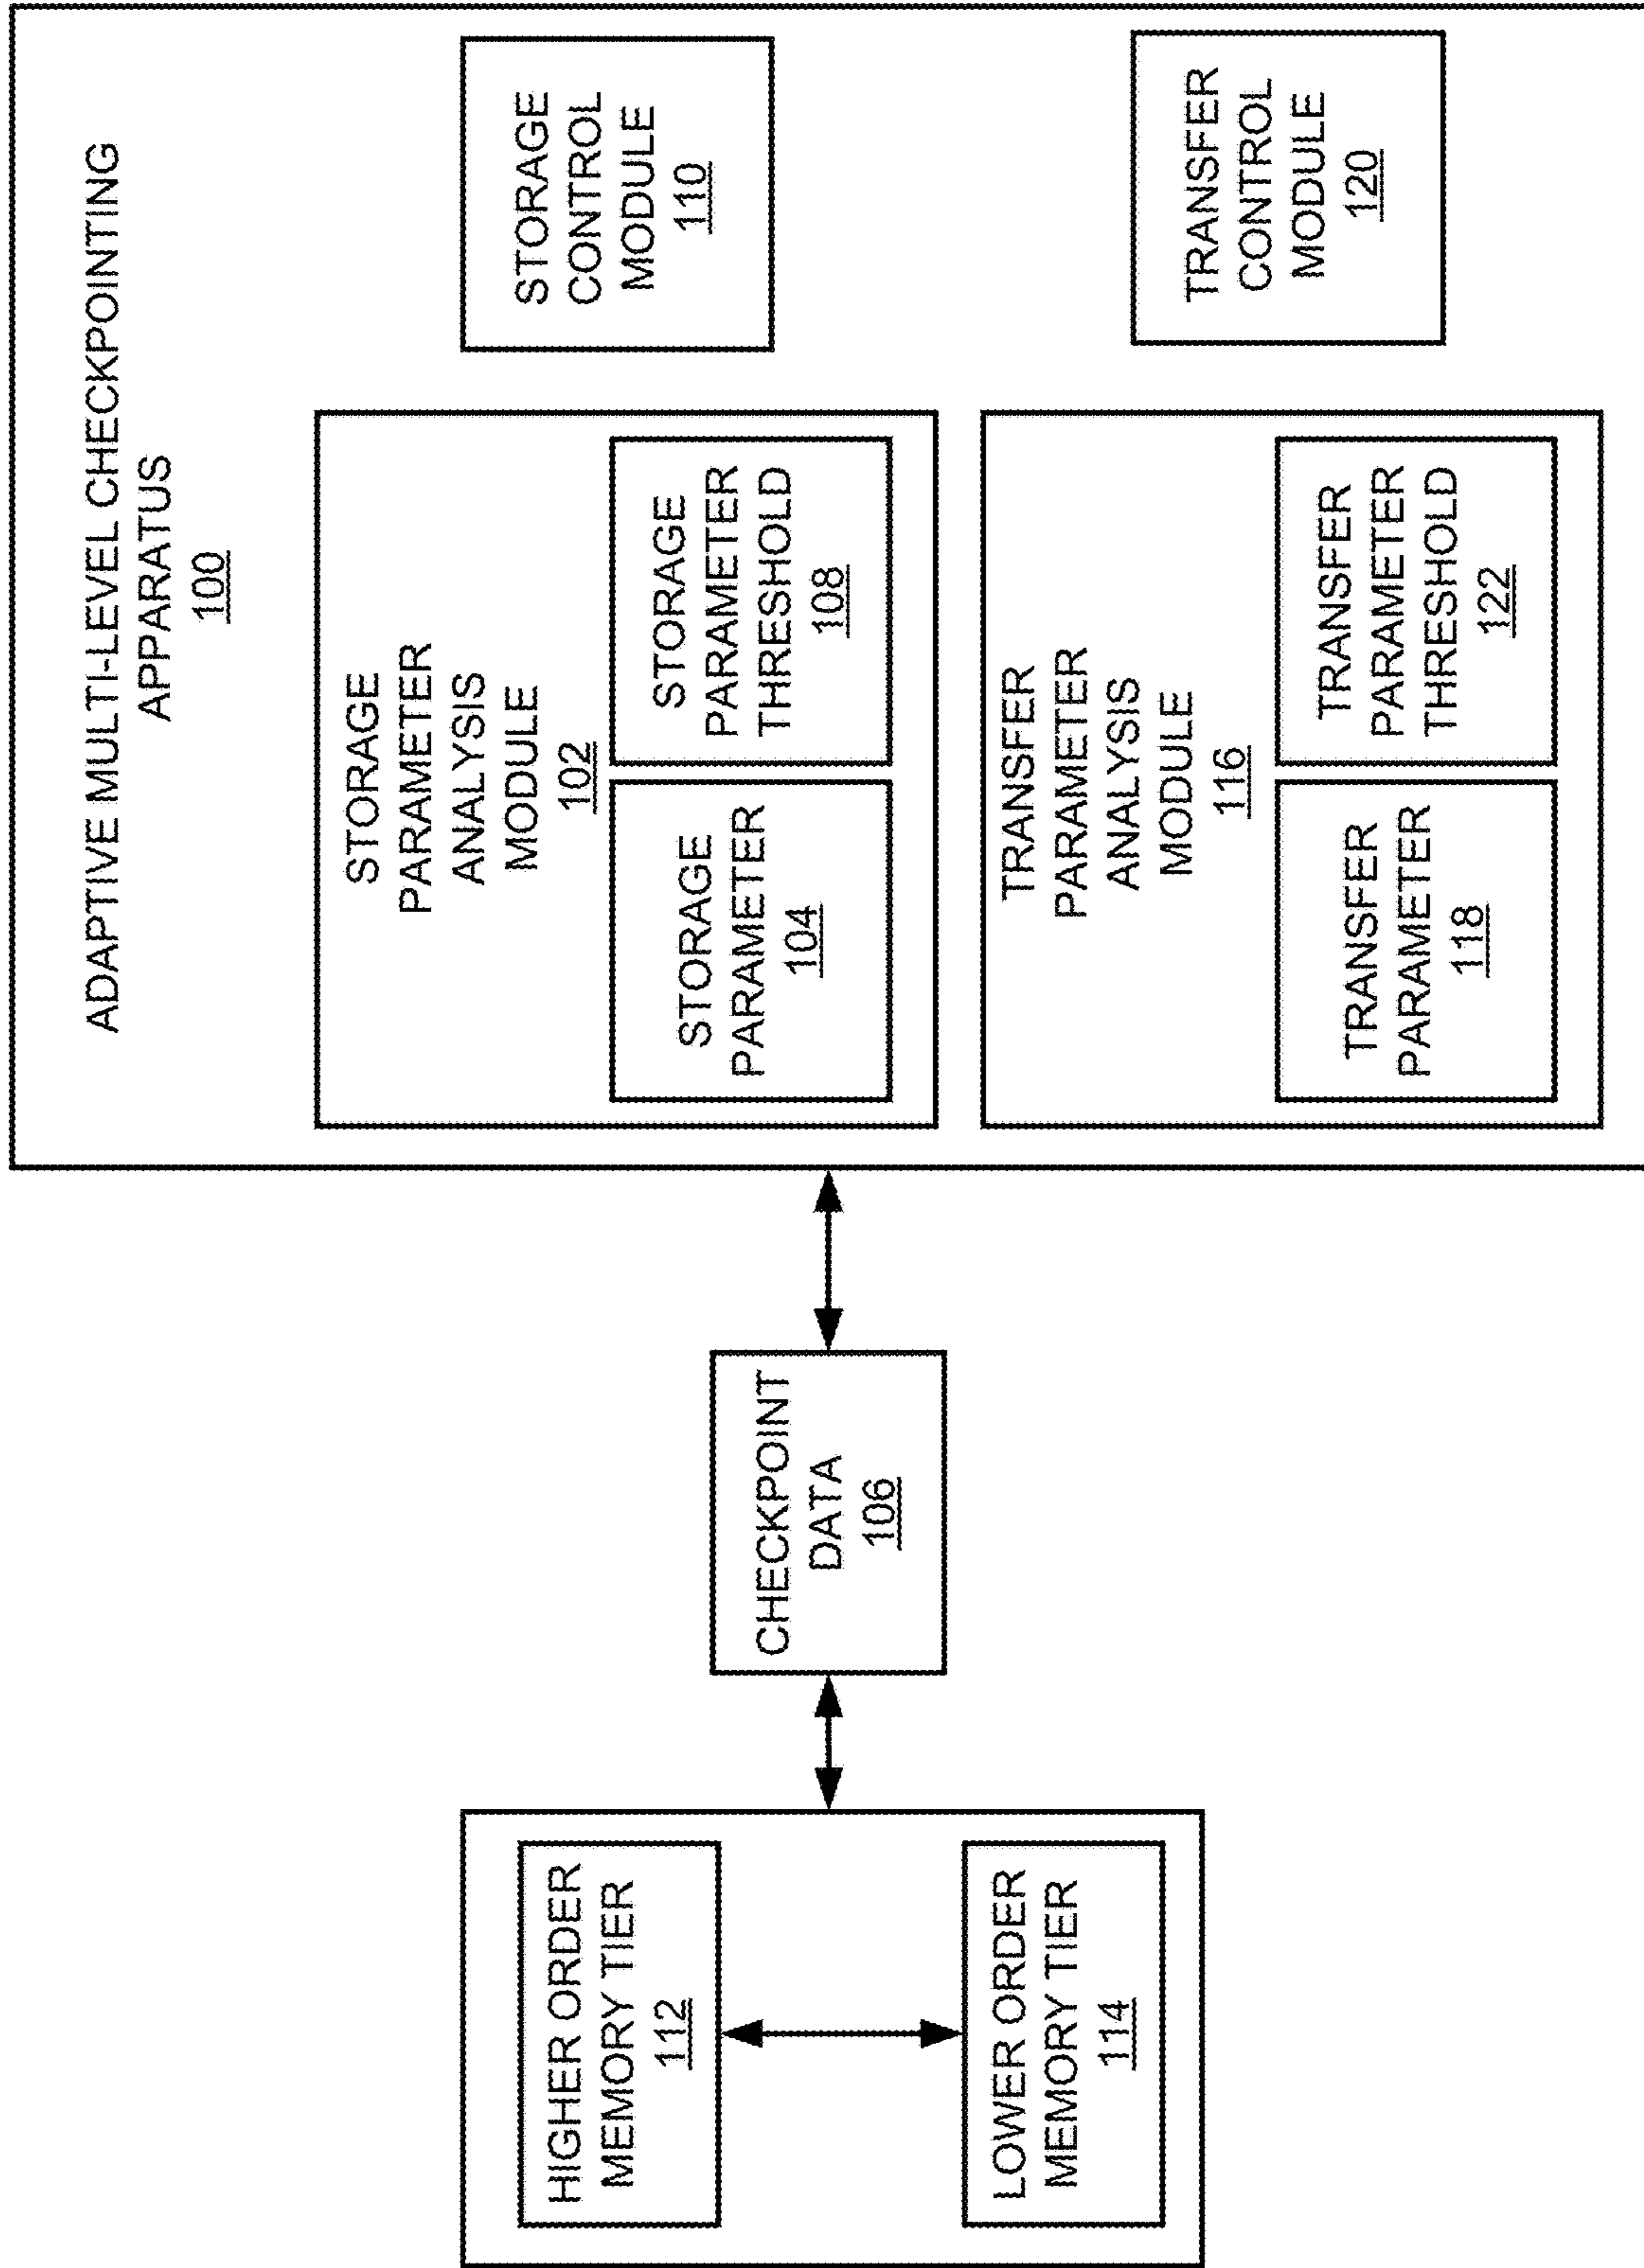 ADAPTIVE MULTI-LEVEL CHECKPOINTING
APPARATUS
100
STORAGE
PARAMETER
ANALYSIS
MODULE
102
STORAGE
PARAMETER
104
STORAGE
PARAMETER
THRESHOLD
108
STORAGE
CONTROL
MODULE
110
TRANSFER
PARAMETER
ANALYSIS
MODULE
116
TRANSFER
PARAMETER
118
TRANSFER
PARAMETER
THRESHOLD
122
TRANSFER
CONTROL
MODULE
120
CHECKPOINT
DATA
106
HIGHER ORDER
MEMORY TIER
112
LOWER ORDER
MEMORY TIER
114